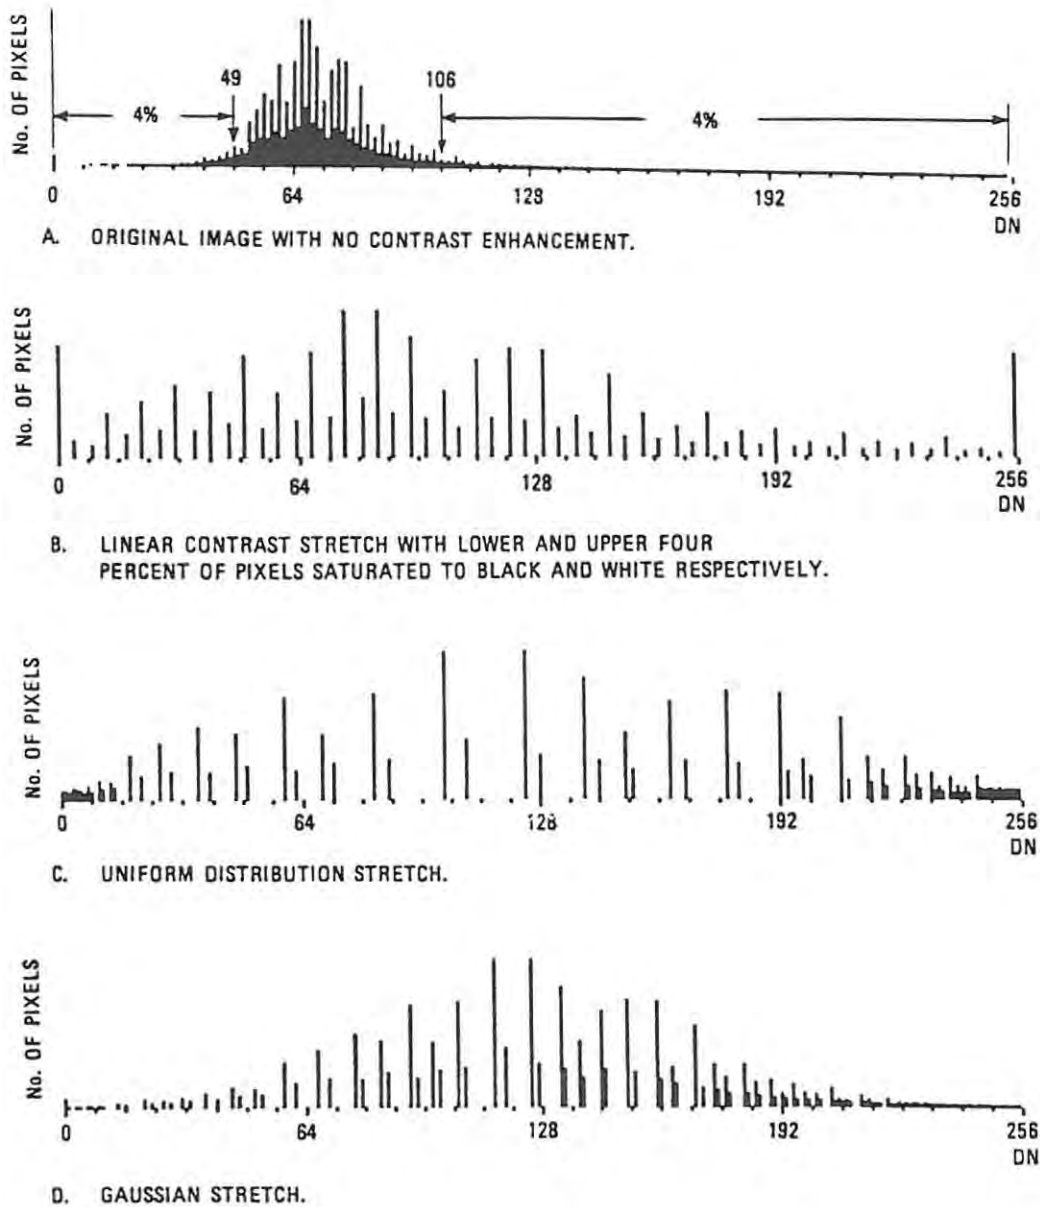 No. OF PIXELS
49
106
4%
4%
0
64
128
192
256
DN
A. ORIGINAL IMAGE WITH NO CONTRAST ENHANCEMENT.
No. OF PIXELS
0
64
128
192
256
DN
B. LINEAR CONTRAST STRETCH WITH LOWER AND UPPER FOUR
PERCENT OF PIXELS SATURATED TO BLACK AND WHITE RESPECTIVELY.
No. OF PIXELS
0
64
128
192
256
DN
C. UNIFORM DISTRIBUTION STRETCH.
No. OF PIXELS
0
64
128
192
256
DN
D. GAUSSIAN STRETCH.